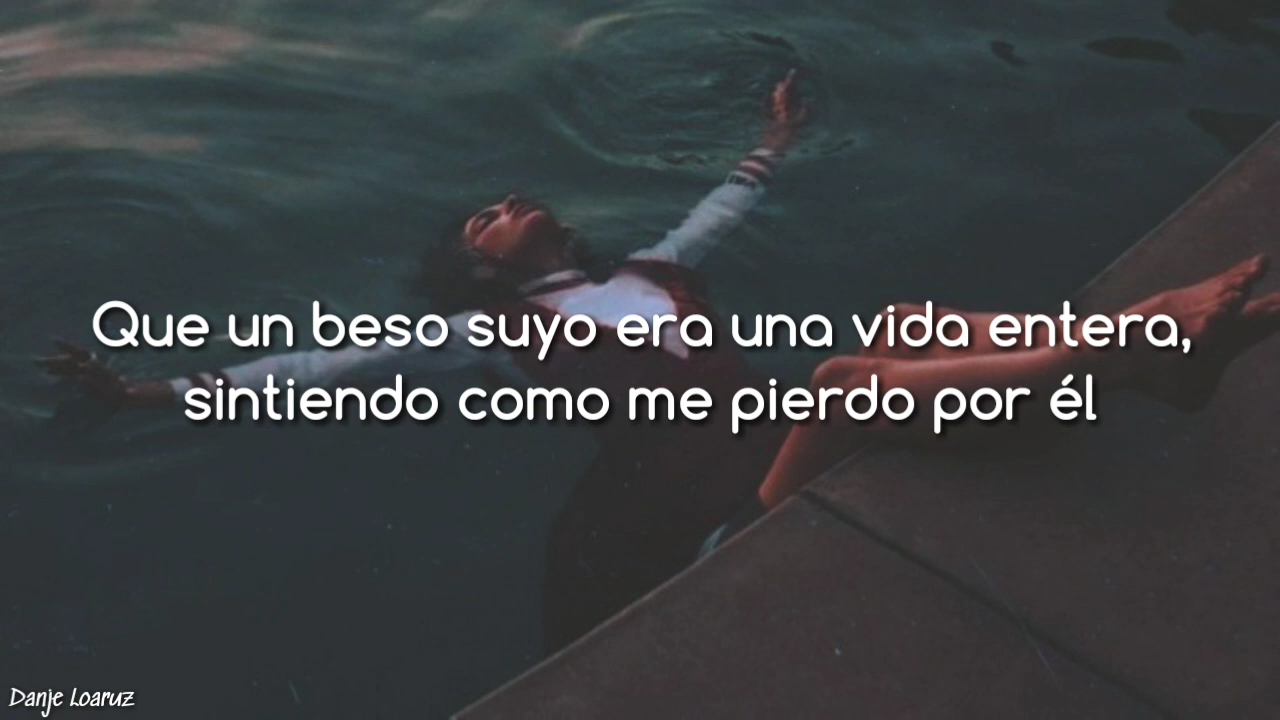 Que un beso suyo era una vida entera,
sintiendo como me pierdo por él
Danje Loaruz